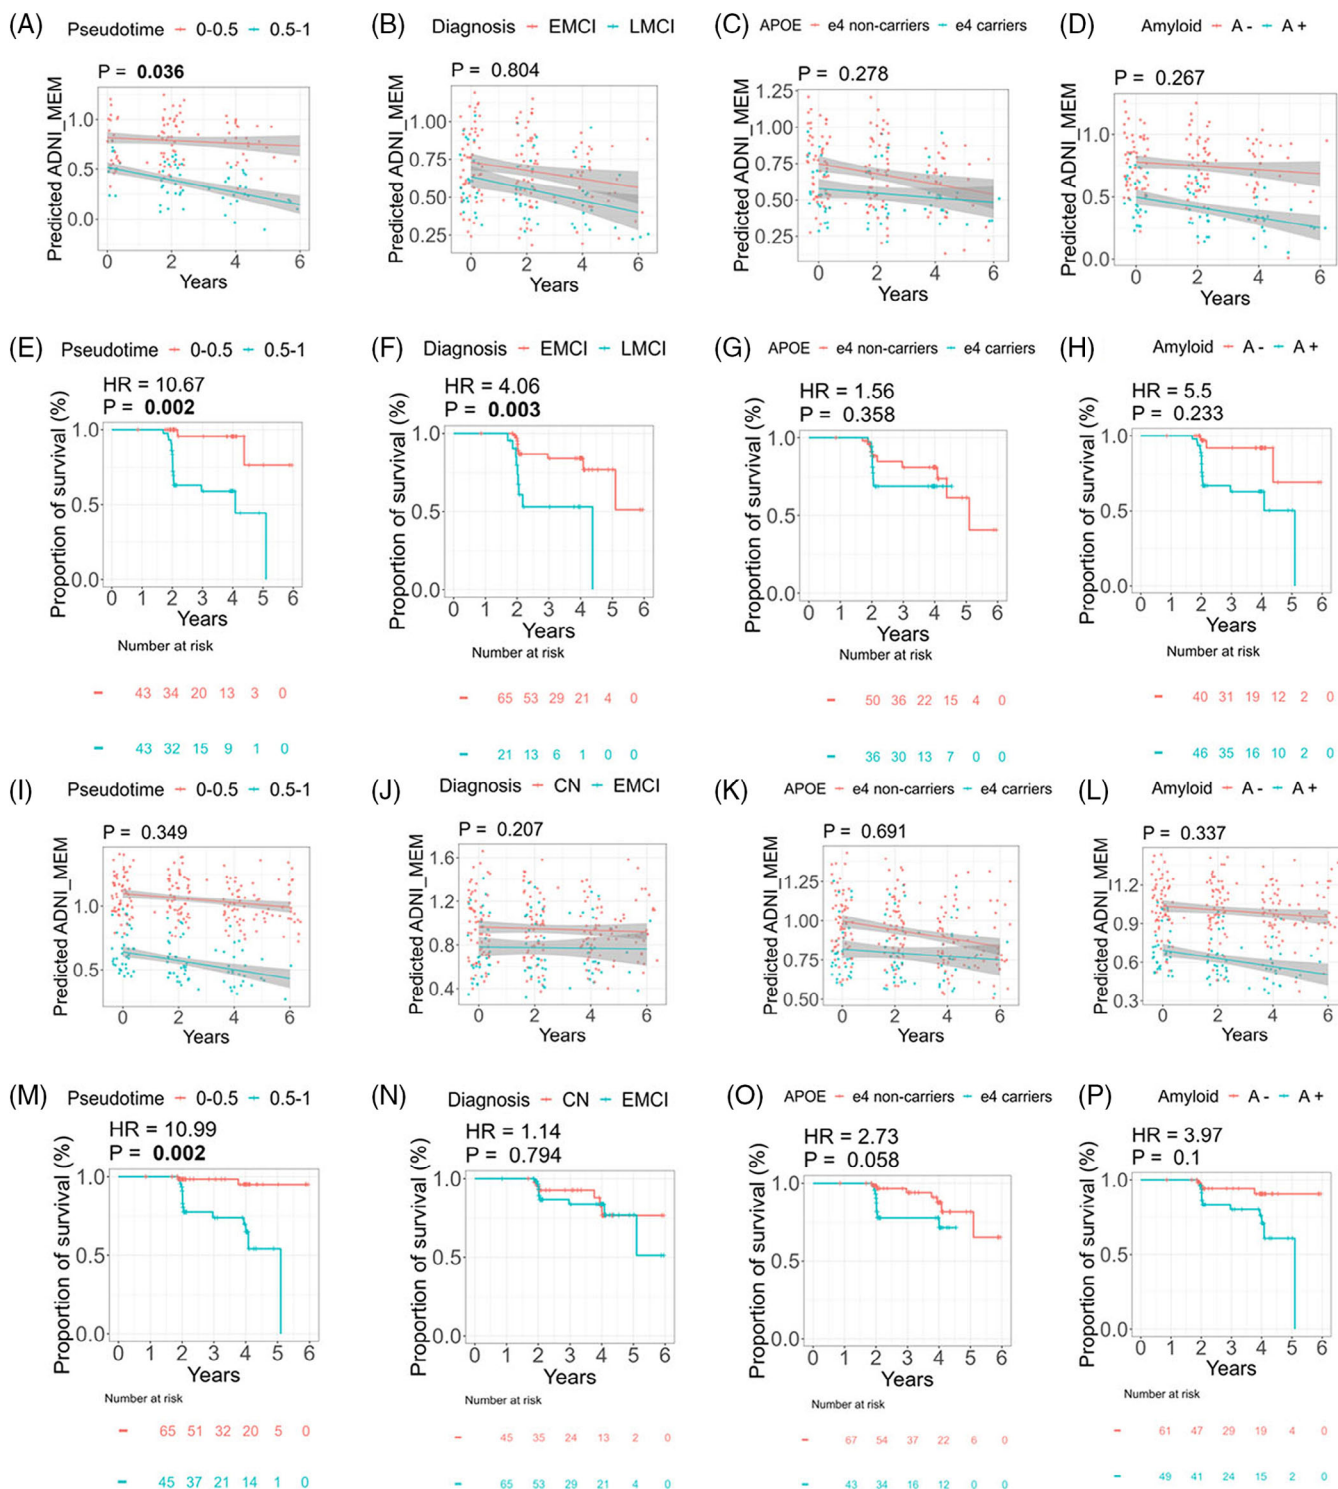 (A) Pseudotime 0-0.5 0.5-1
P = 0.036
Predicted ADNI_MEM
1.0
0.5
0.0
0 2 4 6
Years
(B) Diagnosis EMCI LMCI
P = 0.804
Predicted ADNI_MEM
1.00
0.75
0.50
0.25
0 2 4 6
Years
(C) APOE e4 non-carriers e4 carriers
P = 0.278
Predicted ADNI_MEM
1.25
1.00
0.75
0.50
0.25
0 2 4 6
Years
(D) Amyloid A - A +
P = 0.267
Predicted ADNI_MEM
1.0
0.5
0.0
0 2 4 6
Years
(E) Pseudotime 0-0.5 0.5-1
HR = 10.67
P = 0.002
Proportion of survival (%)
1.0
0.5
0.0
0 1 2 3 4 5 6
Years
Number at risk
43 34 20 13 3 0
43 32 15 9 1 0
(F) Diagnosis EMCI LMCI
HR = 4.06
P = 0.003
Proportion of survival (%)
1.0
0.5
0.0
0 1 2 3 4 5 6
Years
Number at risk
65 53 29 21 4 0
21 13 6 1 0 0
(G) APOE e4 non-carriers e4 carriers
HR = 1.56
P = 0.358
Proportion of survival (%)
1.0
0.5
0.0
0 1 2 3 4 5 6
Years
Number at risk
50 36 22 15 4 0
36 30 13 7 0 0
(H) Amyloid A - A +
HR = 5.5
P = 0.233
Proportion of survival (%)
1.0
0.5
0.0
0 1 2 3 4 5 6
Years
Number at risk
40 31 19 12 2 0
46 35 16 10 2 0
(I) Pseudotime 0-0.5 0.5-1
P = 0.349
Predicted ADNI_MEM
1.0
0.5
0 2 4 6
Years
(J) Diagnosis CN EMCI
P = 0.207
Predicted ADNI_MEM
1.6
1.2
0.8
0.4
0 2 4 6
Years
(K) APOE e4 non-carriers e4 carriers
P = 0.691
Predicted ADNI_MEM
1.25
1.00
0.75
0.50
0 2 4 6
Years
(L) Amyloid A - A +
P = 0.337
Predicted ADNI_MEM
1.2
0.9
0.6
0.3
0 2 4 6
Years
(M) Pseudotime 0-0.5 0.5-1
HR = 10.99
P = 0.002
Proportion of survival (%)
1.0
0.5
0.0
0 1 2 3 4 5 6
Years
Number at risk
65 51 32 20 5 0
45 37 21 14 1 0
(N) Diagnosis CN EMCI
HR = 1.14
P = 0.794
Proportion of survival (%)
1.0
0.5
0.0
0 1 2 3 4 5 6
Years
Number at risk
45 35 24 13 2 0
65 53 29 21 4 0
(O) APOE e4 non-carriers e4 carriers
HR = 2.73
P = 0.058
Proportion of survival (%)
1.0
0.5
0.0
0 1 2 3 4 5 6
Years
Number at risk
67 54 37 22 6 0
43 34 16 12 0 0
(P) Amyloid A - A +
HR = 3.97
P = 0.1
Proportion of survival (%)
1.0
0.5
0.0
0 1 2 3 4 5 6
Years
Number at risk
61 47 29 19 4 0
49 41 24 15 2 0